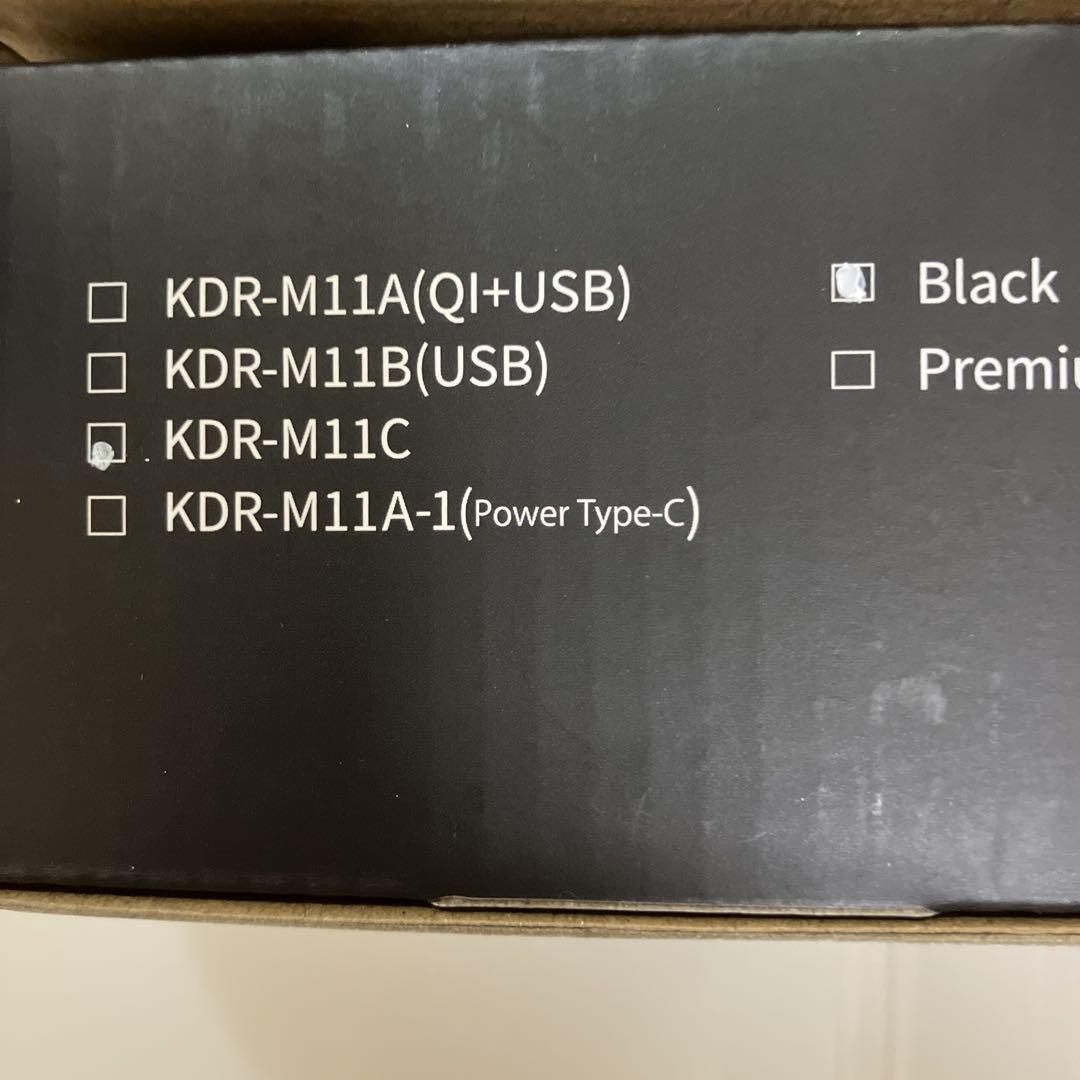 KDR-M11A(QI+USB)
KDR-M11B(USB)
KDR-M11C
KDR-M11A-1(Power Type-C)
Black